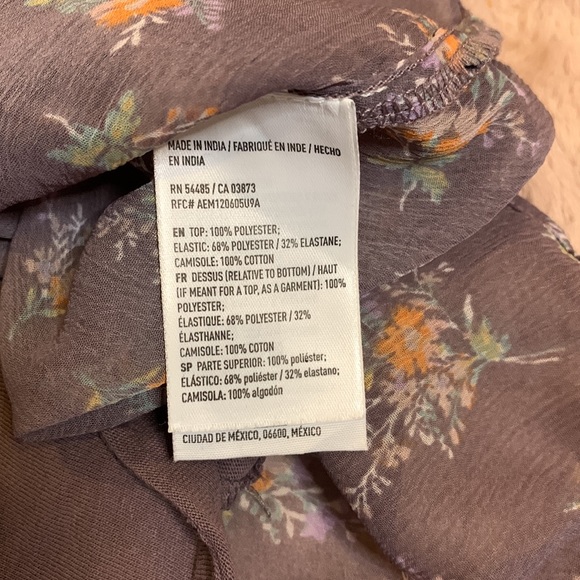 MADE IN INDIA / FABRIQUÉ EN INDE / HECHO
EN INDIA
RN 54485 / CA 03873
RFC# AEM120605U9A
EN TOP: 100% POLYESTER;
ELASTIC: 68% POLYESTER / 32% ELASTANE;
CAMISOLE: 100% COTTON
FR DESSUS (RELATIVE TO BOTTOM) / HAUT
(IF MEANT FOR A TOP, AS A GARMENT): 100%
POLYESTER;
ÉLASTIQUE: 68% POLYESTER / 32%
ÉLASTHANNE;
CAMISOLE: 100% COTON
SP PARTE SUPERIOR: 100% poliéster;
ELÁSTICO: 68% poliéster / 32% elastano;
CAMISOLA: 100% algodón
CIUDAD DE MÉXICO, 06600, MÉXICO